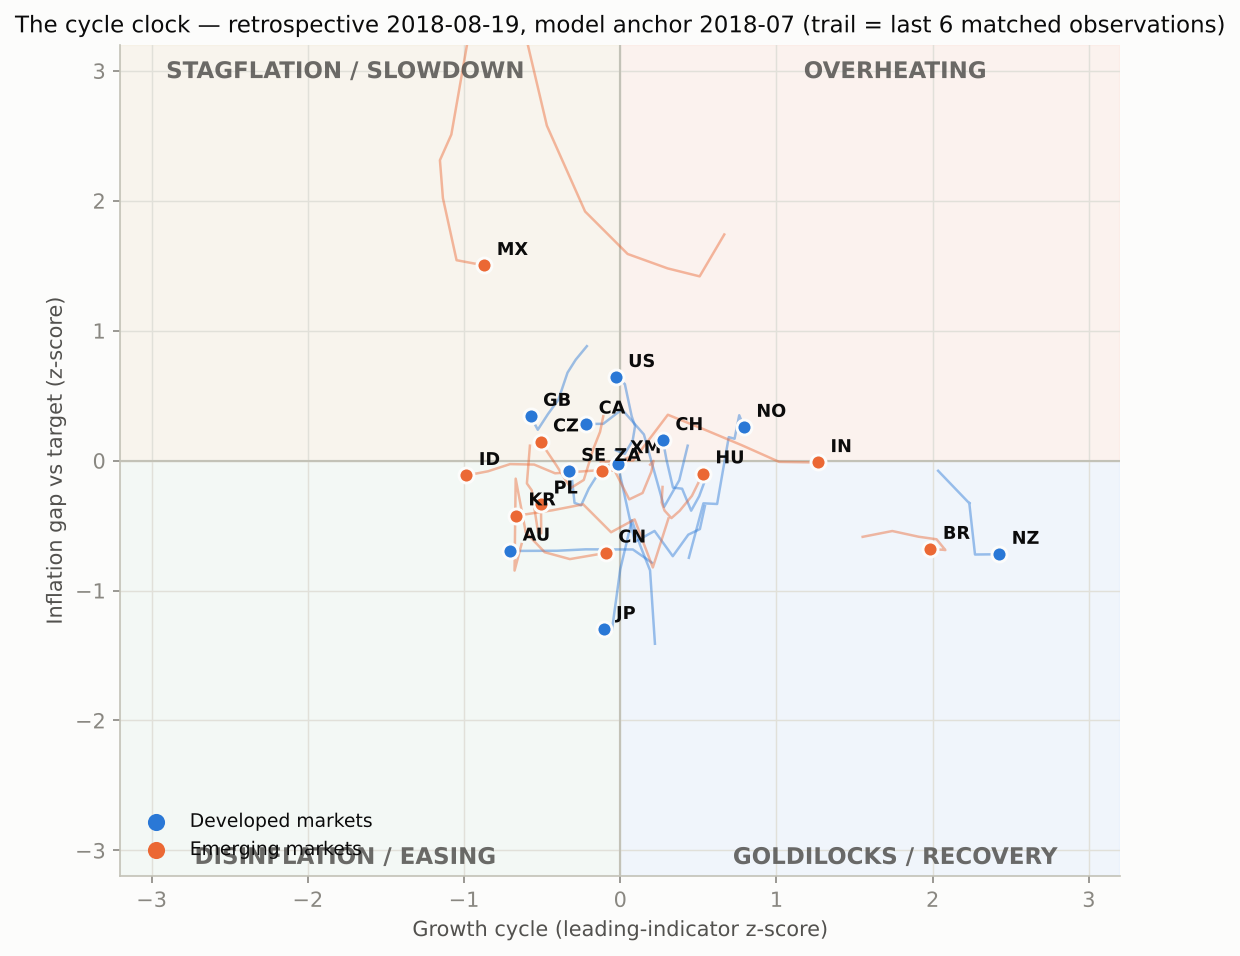 The cycle clock — retrospective 2018-08-19, model anchor 2018-07 (trail = last 6 matched observations)
STAGFLATION / SLOWDOWN
OVERHEATING
MX
US
GB
CA
CZ
CH
NO
XM
SE
ZA
HU
IN
ID
PL
KR
AU
CN
BR
NZ
JP
Developed markets
Emerging markets
DISINFLATION / EASING
GOLDILOCKS / RECOVERY
3
2
1
0
−1
−2
−3
−3
−2
−1
0
1
2
3
Growth cycle (leading-indicator z-score)
Inflation gap vs target (z-score)